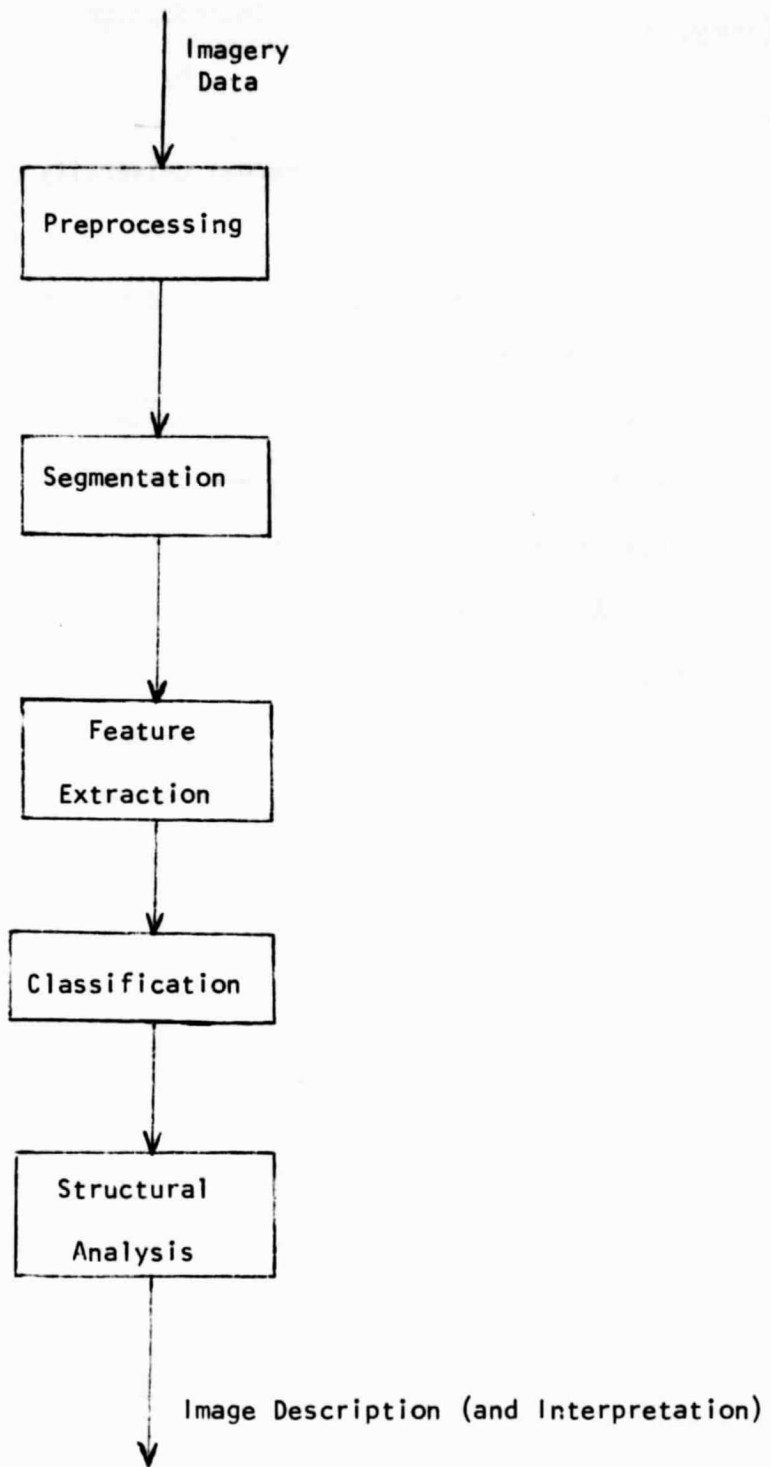 Imagery
Data
Preprocessing
Segmentation
Feature
Extraction
Classification
Structural
Analysis
Image Description (and Interpretation)